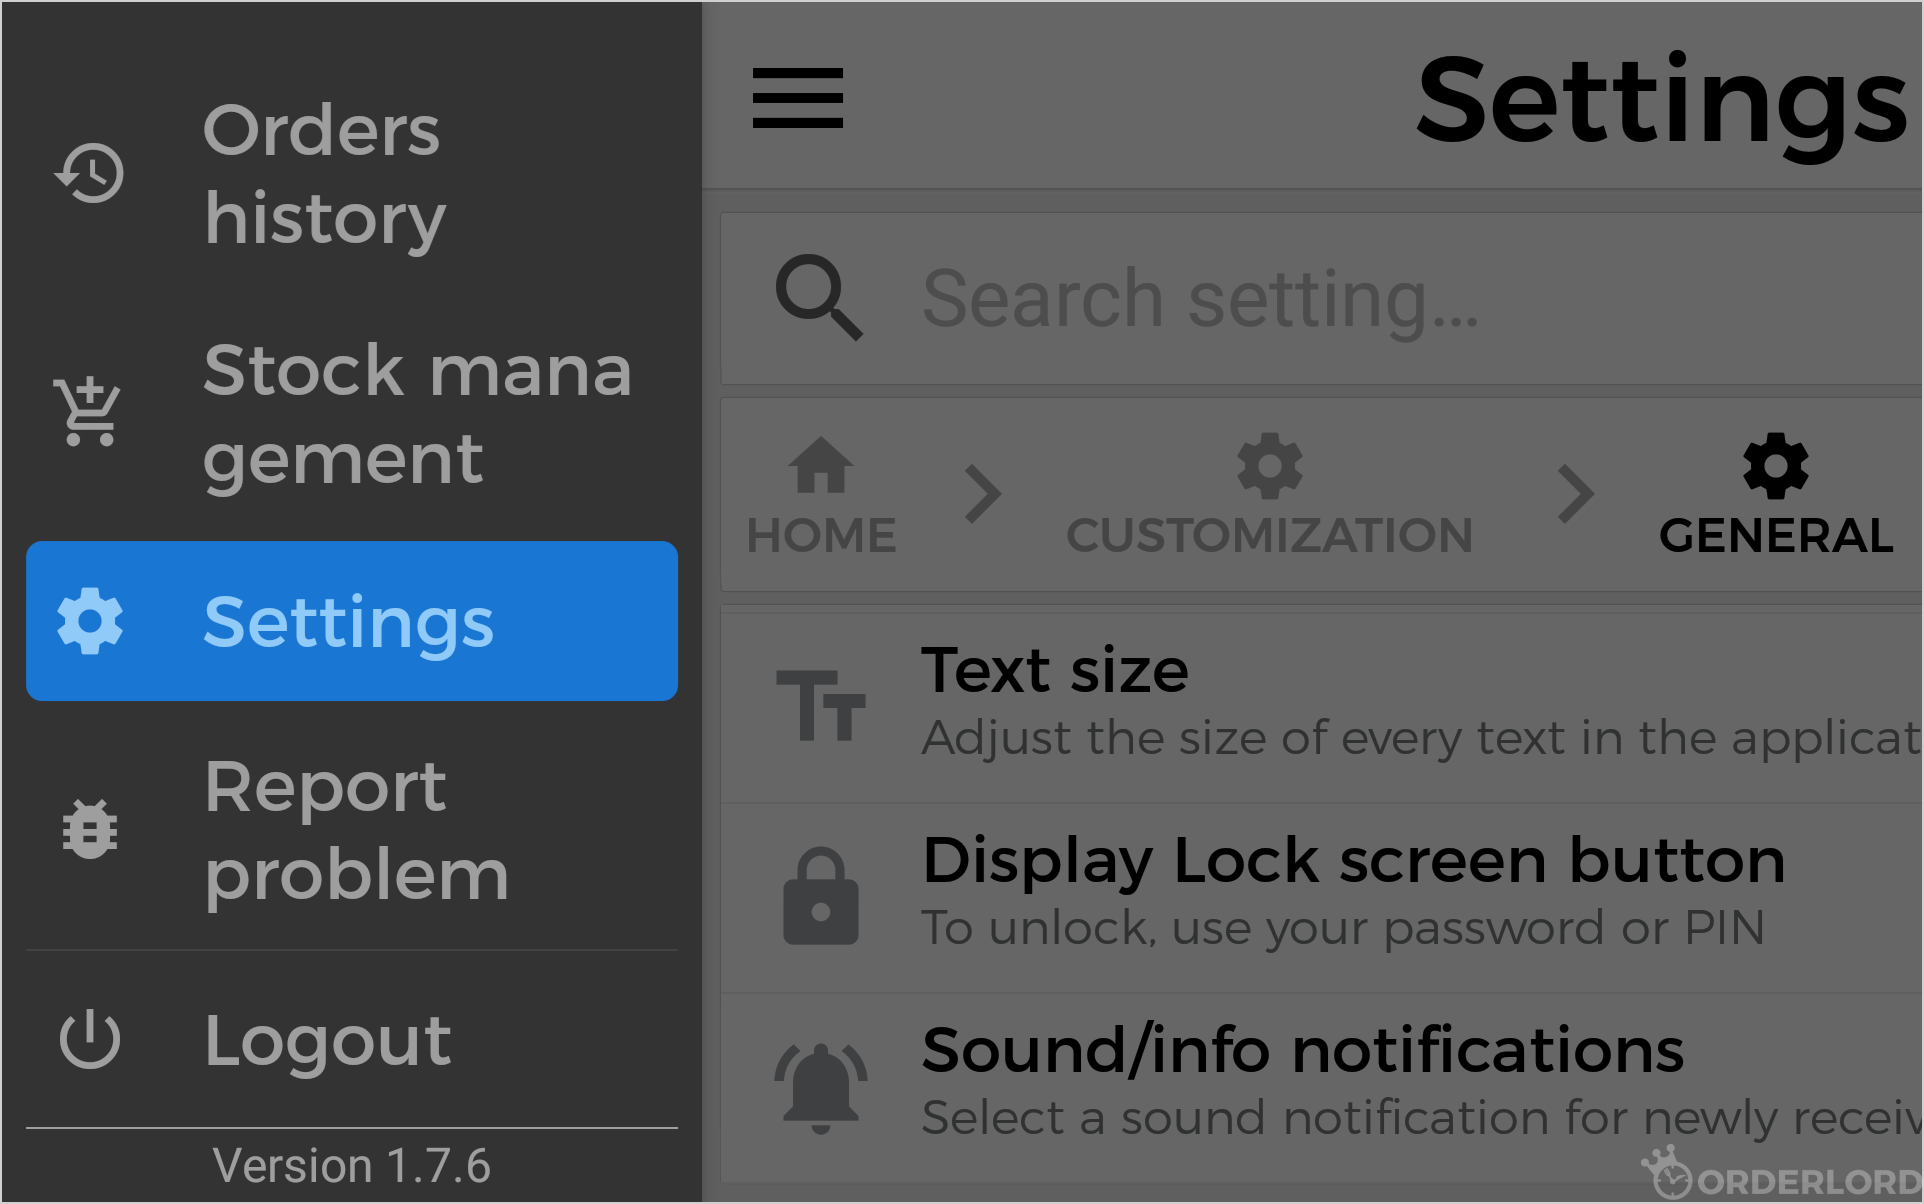 Orders
history
Stock mana
gement
Settings
Report
problem
Logout
Version 1.7.6
Settings
Search setting...
HOME
CUSTOMIZATION
GENERAL
Text size
Adjust the size of every text in the applicat
Display Lock screen button
To unlock, use your password or PIN
Sound/info notifications
Select a sound notification for newly receiv
ORDERLORD